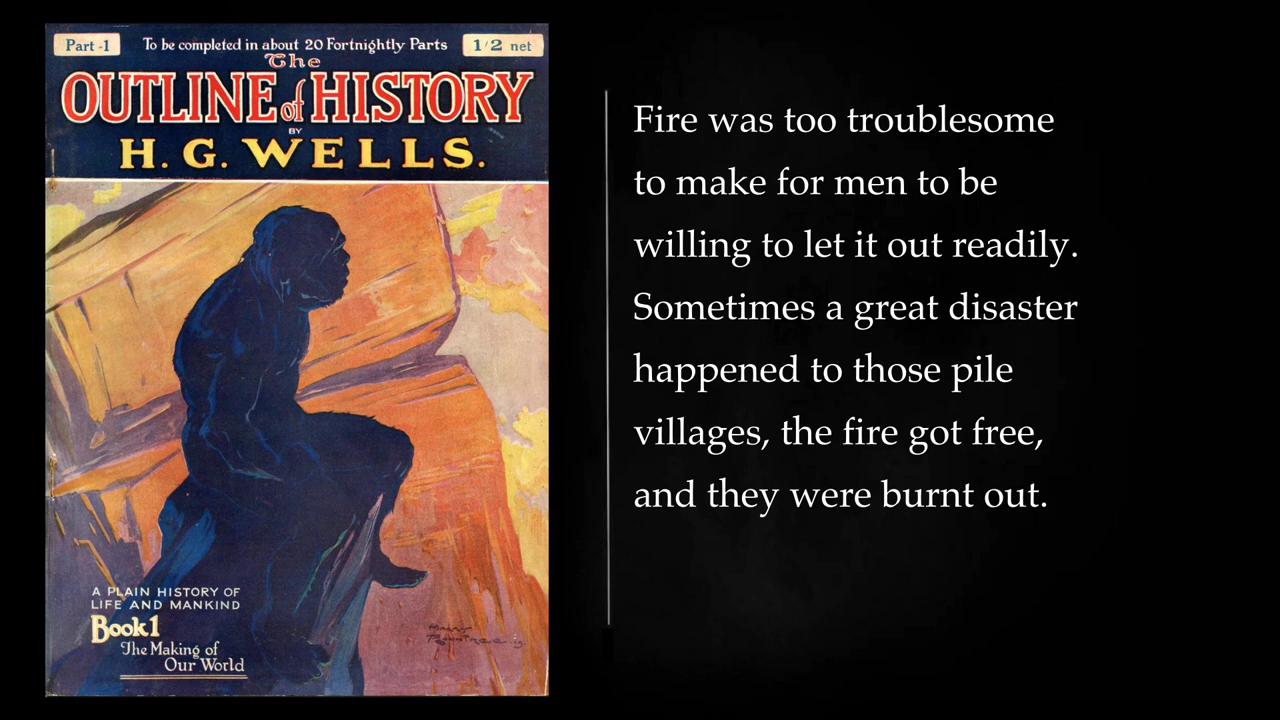 Part -1
To be completed in about 20 Fortnightly Parts
1/2 net
The
OUTLINE of HISTORY
BY
H. G. WELLS.
A PLAIN HISTORY OF
LIFE AND MANKIND
Book 1
The Making of
Our World
Fire was too troublesome
to make for men to be
willing to let it out readily.
Sometimes a great disaster
happened to those pile
villages, the fire got free,
and they were burnt out.